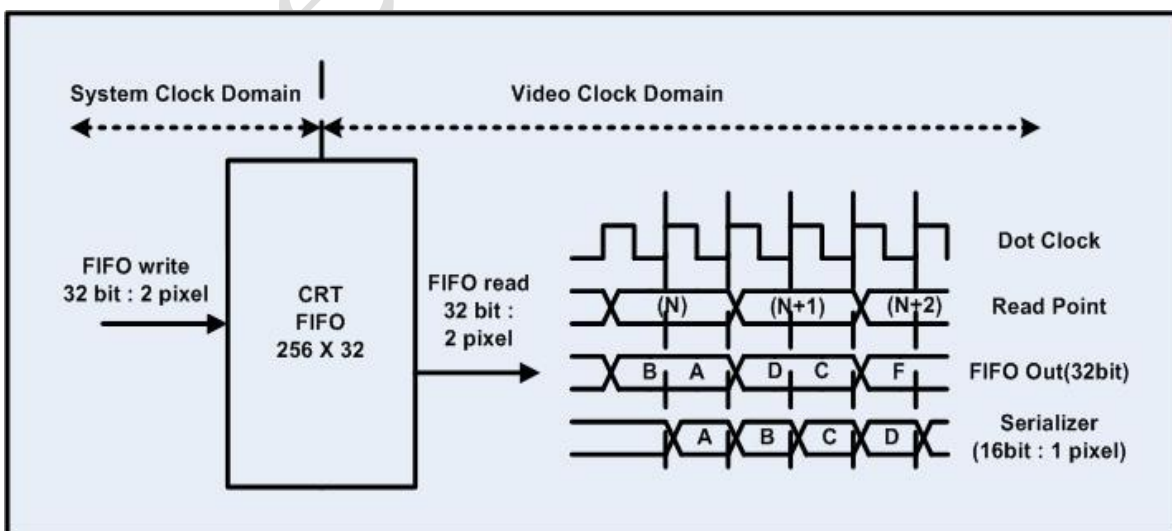 System Clock Domain
Video Clock Domain
FIFO write
32 bit : 2 pixel
CRT
FIFO
256 X 32
FIFO read
32 bit :
2 pixel
Dot Clock
(N) (N+1) (N+2) Read Point
B A D C F FIFO Out(32bit)
A B C D Serializer
(16bit : 1 pixel)